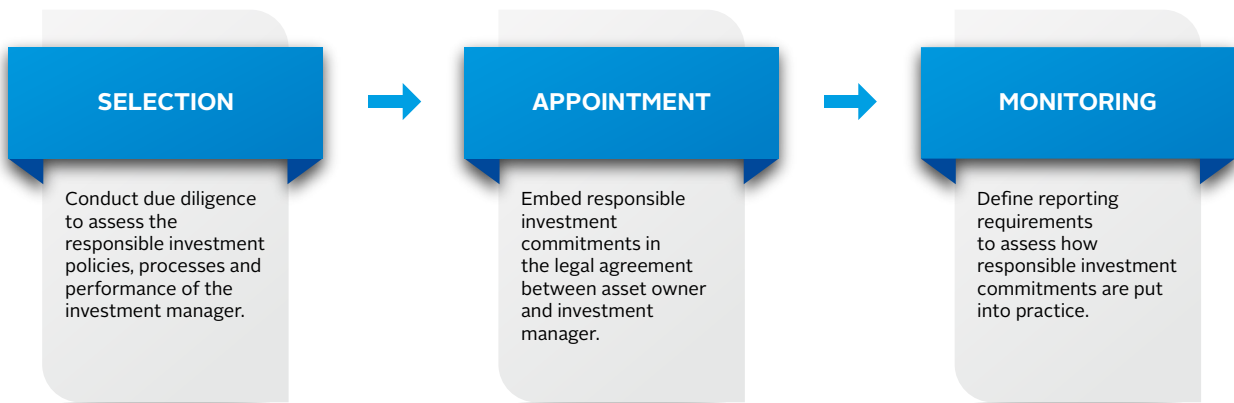 SELECTION
Conduct due diligence
to assess the
responsible investment
policies, processes and
performance of the
investment manager.
APPOINTMENT
Embed responsible
investment
commitments in
the legal agreement
between asset owner
and investment
manager.
MONITORING
Define reporting
requirements
to assess how
responsible investment
commitments are put
into practice.